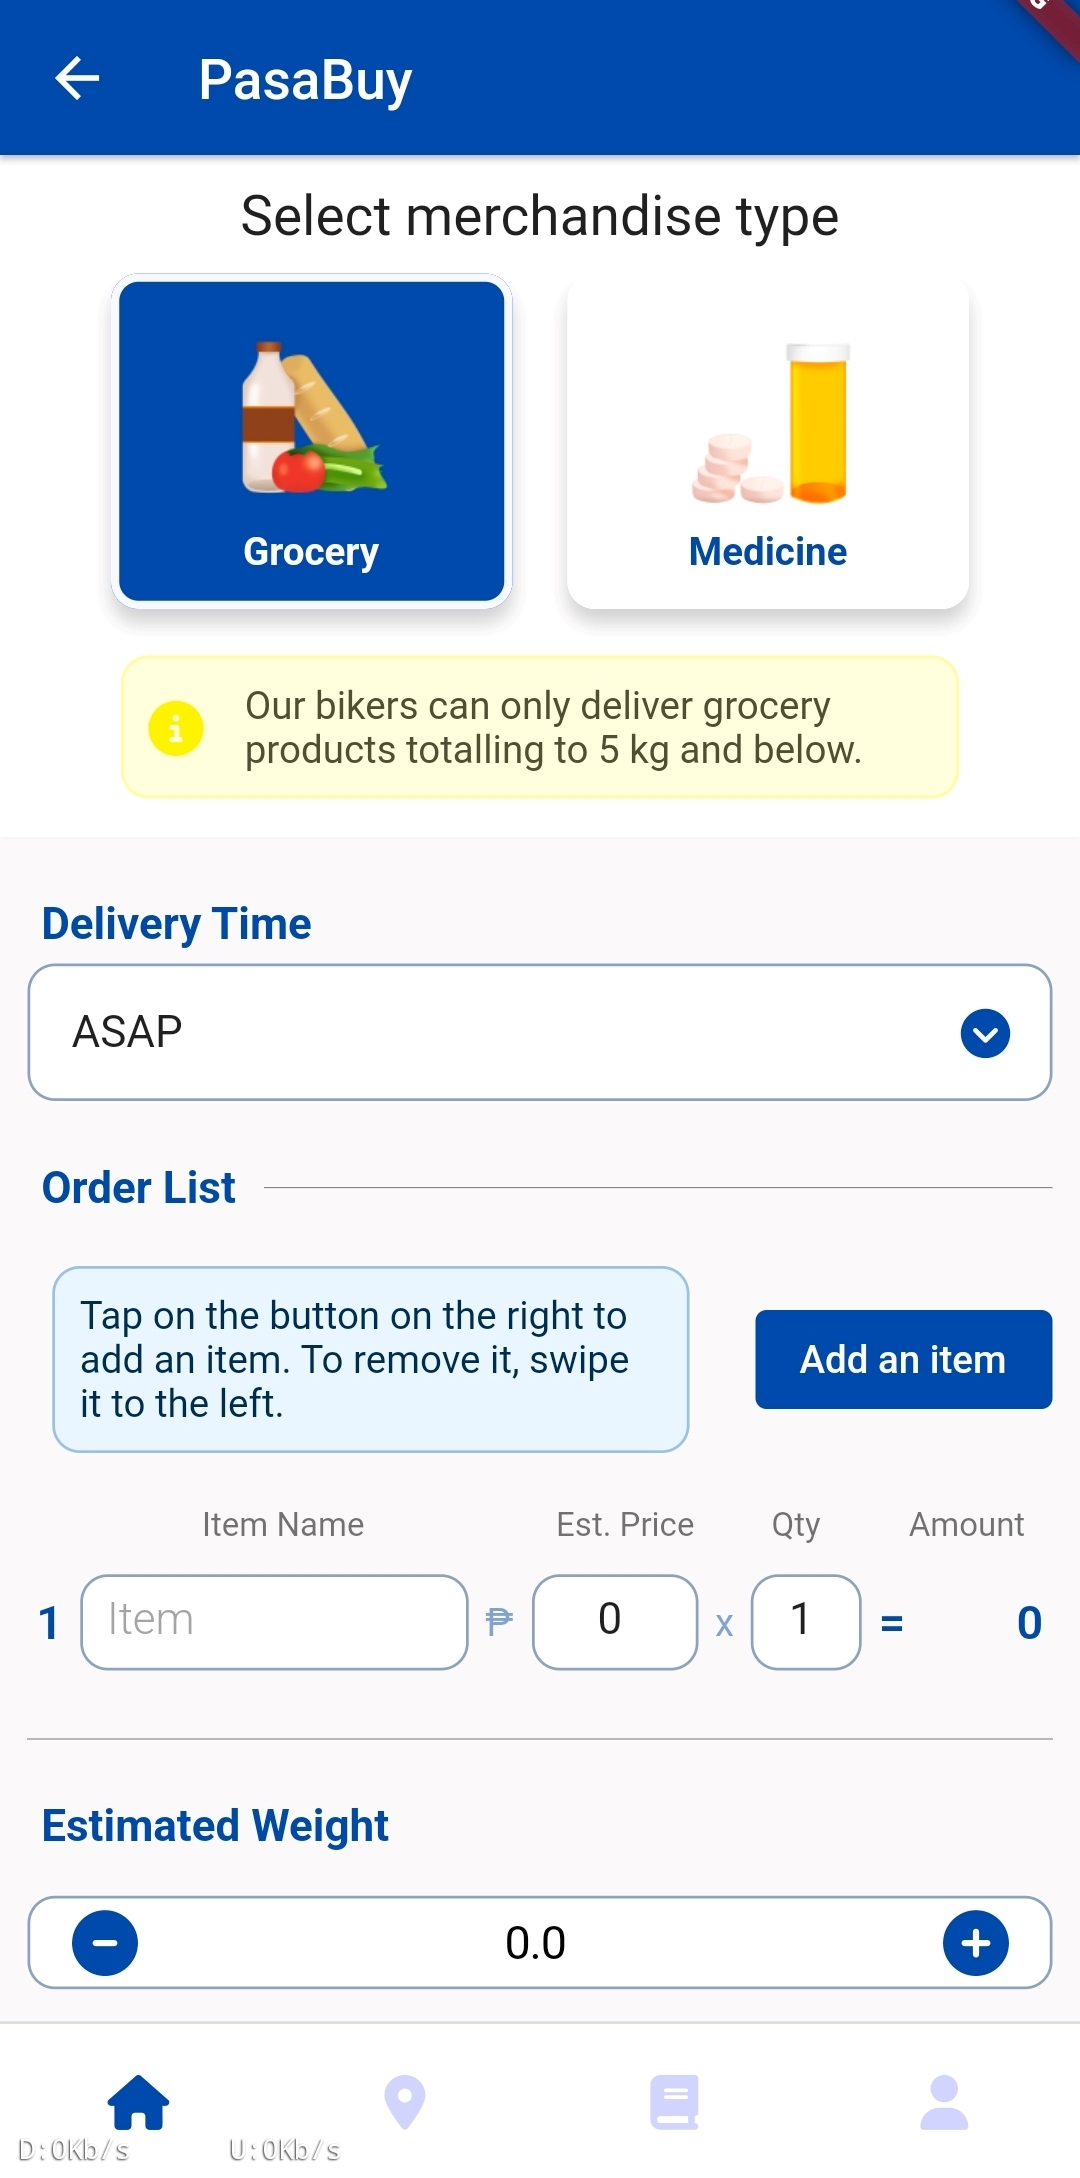 PasaBuy
Select merchandise type
Grocery
Medicine
Our bikers can only deliver grocery
products totalling to 5 kg and below.
Delivery Time
ASAP
Order List
Tap on the button on the right to
add an item. To remove it, swipe
it to the left.
Add an item
Item Name Est. Price Qty Amount
1 Item ₱ 0 x 1 = 0
Estimated Weight
0.0
D:0Kb/s U:0Kb/s